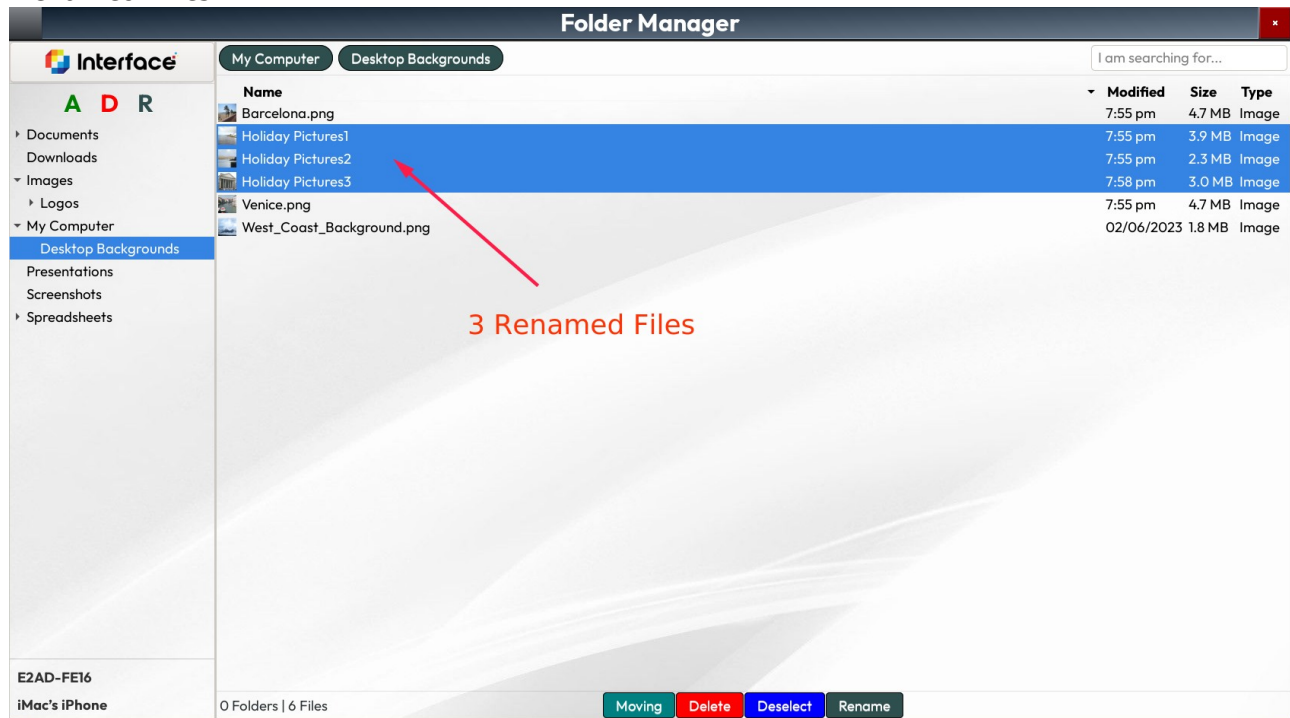 Folder Manager
×
Interface
My Computer
Desktop Backgrounds
I am searching for...
A D R
Documents
Downloads
Images
Logos
My Computer
Desktop Backgrounds
Presentations
Screenshots
Spreadsheets
E2AD-FE16
iMac's iPhone
Name Modified Size Type
Barcelona.png 7:55 pm 4.7 MB Image
Holiday Pictures1 7:55 pm 3.9 MB Image
Holiday Pictures2 7:55 pm 2.3 MB Image
Holiday Pictures3 7:58 pm 3.0 MB Image
Venice.png 7:55 pm 4.7 MB Image
West_Coast_Background.png 02/06/2023 1.8 MB Image
3 Renamed Files
0 Folders | 6 Files
Moving Delete Deselect Rename